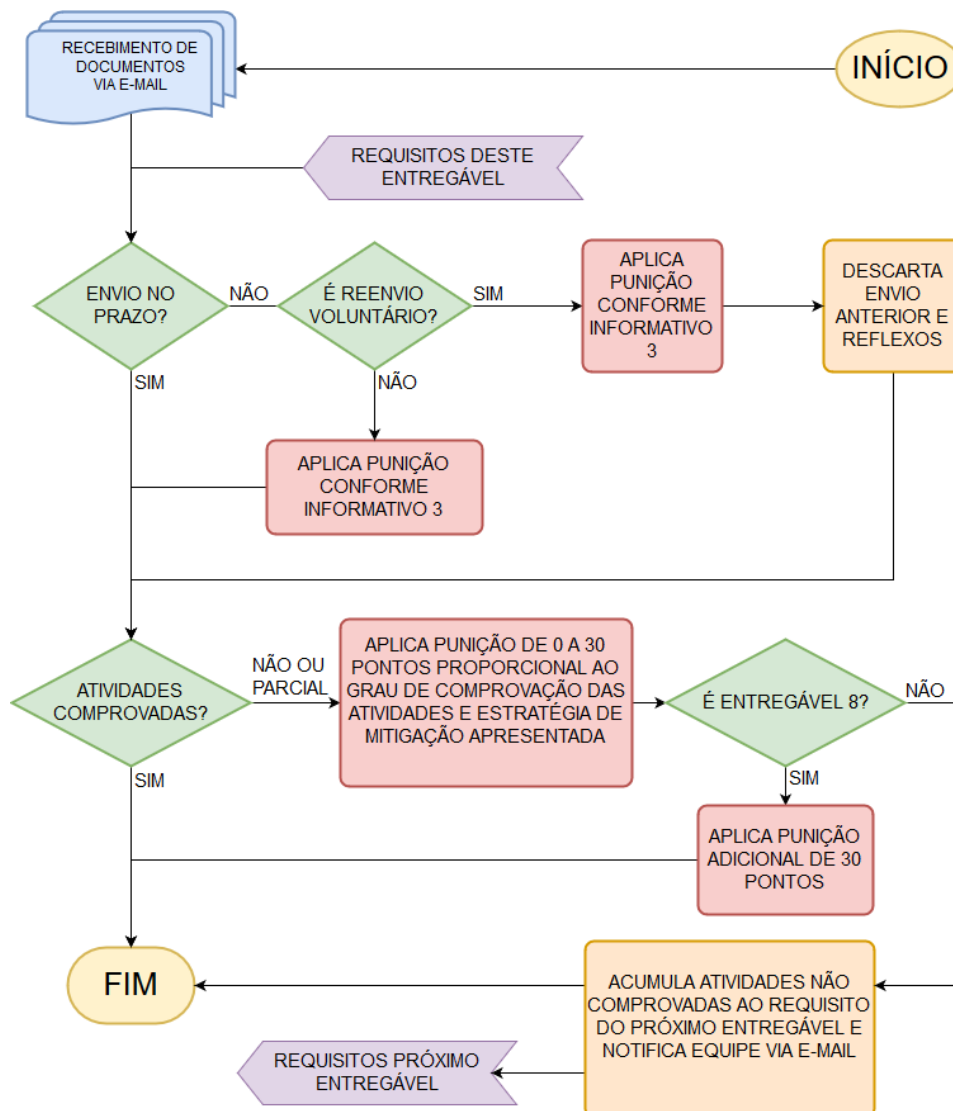 RECEBIMENTO DE
DOCUMENTOS
VIA E-MAIL
INÍCIO
REQUISITOS DESTE
ENTREGÁVEL
ENVIO NO
PRAZO?
NÃO
É REENVIO
VOLUNTÁRIO?
SIM
APLICA
PUNIÇÃO
CONFORME
INFORMATIVO
3
DESCARTA
ENVIO
ANTERIOR E
REFLEXOS
SIM
NÃO
APLICA PUNIÇÃO
CONFORME
INFORMATIVO 3
ATIVIDADES
COMPROVADAS?
NÃO OU
PARCIAL
APLICA PUNIÇÃO DE 0 A 30
PONTOS PROPORCIONAL AO
GRAU DE COMPROVAÇÃO DAS
ATIVIDADES E ESTRATÉGIA DE
MITIGAÇÃO APRESENTADA
É ENTREGÁVEL 8?
NÃO
SIM
SIM
APLICA PUNIÇÃO
ADICIONAL DE 30
PONTOS
FIM
ACUMULA ATIVIDADES NÃO
COMPROVADAS AO REQUISITO
DO PRÓXIMO ENTREGÁVEL E
NOTIFICA EQUIPE VIA E-MAIL
REQUISITOS PRÓXIMO
ENTREGÁVEL